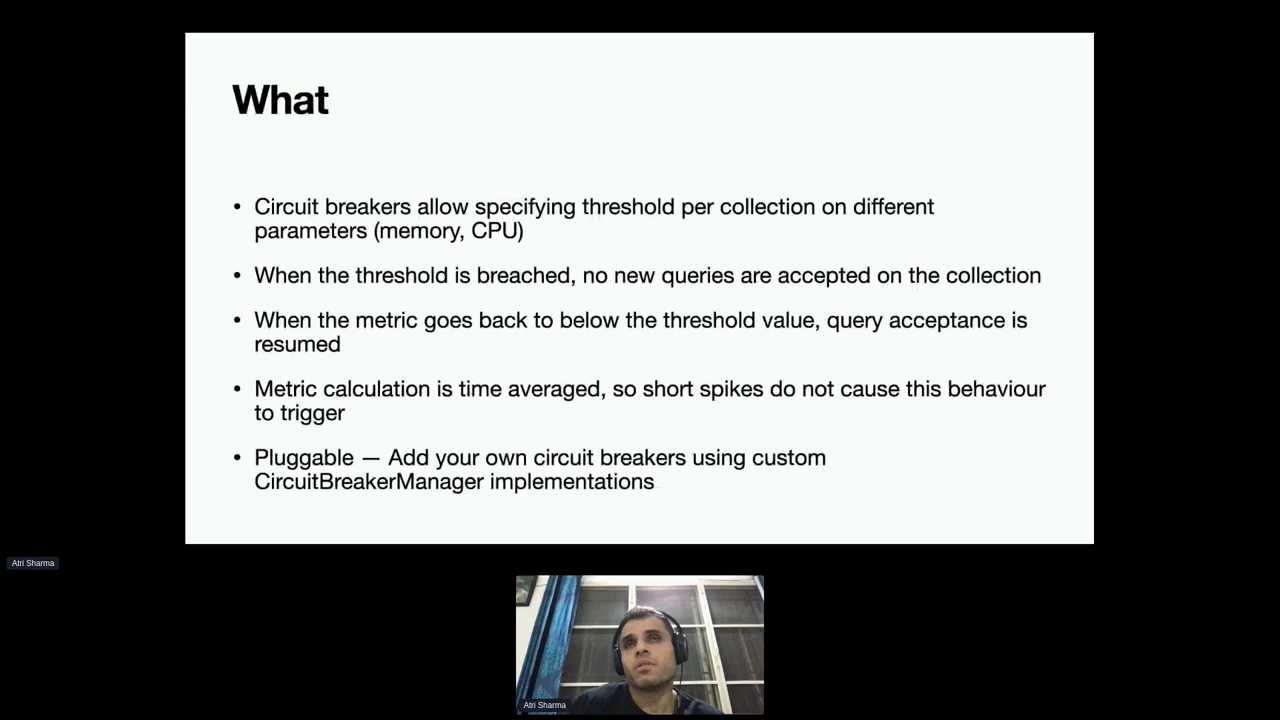 What
• Circuit breakers allow specifying threshold per collection on different
parameters (memory, CPU)
• When the threshold is breached, no new queries are accepted on the collection
• When the metric goes back to below the threshold value, query acceptance is
resumed
• Metric calculation is time averaged, so short spikes do not cause this behaviour
to trigger
• Pluggable — Add your own circuit breakers using custom
CircuitBreakerManager implementations
Atri Sharma
Atri Sharma